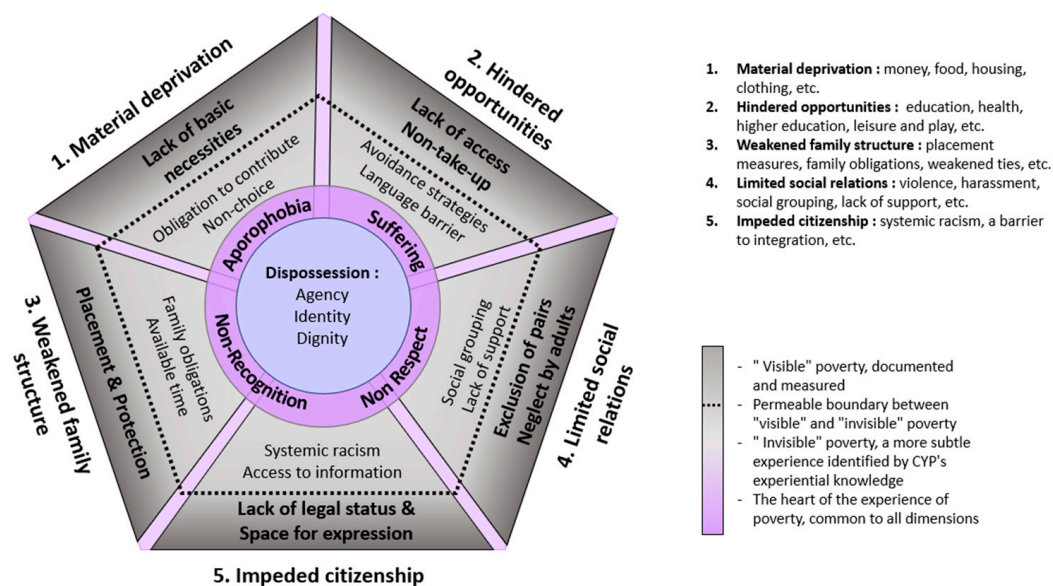 1. Material deprivation
2. Hindered
opportunities
Lack of basic
necessities
Obligation to contribute
Non-choice
Lack of access
Non-take-up
Avoidance strategies
Language barrier
Aporophobia
Suffering
Dispossession :
Agency
Identity
Dignity
Non-Recognition
Non Respect
3. Weakened family
structure
Placement & Protection
Family obligations
Available time
Social grouping
Lack of support
Exclusion of pairs
Neglect by adults
4. Limited social
relations
Systemic racism
Access to information
Lack of legal status &
Space for expression
5. Impeded citizenship
1. Material deprivation : money, food, housing,
clothing, etc.
2. Hindered opportunities : education, health,
higher education, leisure and play, etc.
3. Weakened family structure : placement
measures, family obligations, weakened ties, etc.
4. Limited social relations : violence, harassment,
social grouping, lack of support, etc.
5. Impeded citizenship : systemic racism, a barrier
to integration, etc.
- " Visible" poverty, documented
and measured
- Permeable boundary between
"visible" and "invisible" poverty
- " Invisible" poverty, a more subtle
experience identified by CYP's
experiential knowledge
- The heart of the experience of
poverty, common to all dimensions